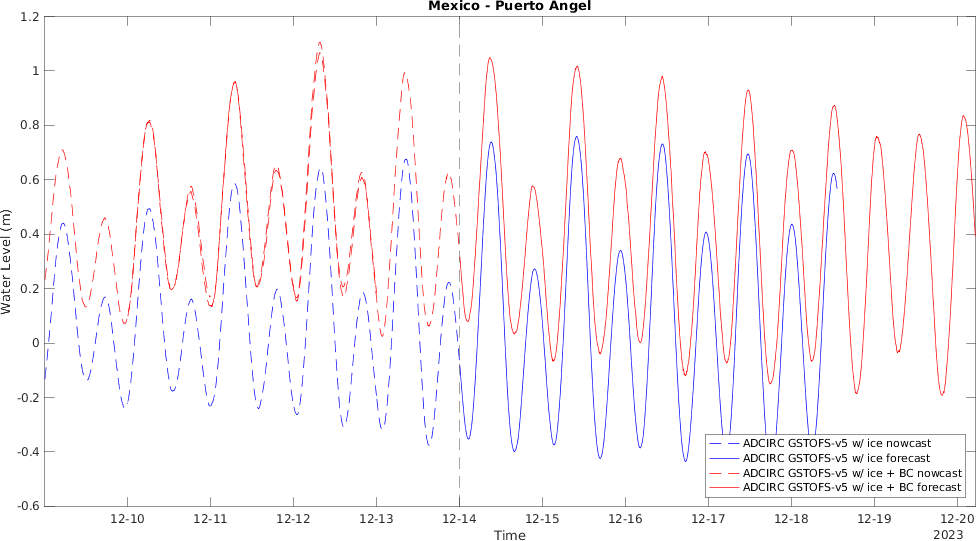 Mexico - Puerto Angel
1.2
1
0.8
0.6
0.4
0.2
0
-0.2
-0.4
-0.6
Water Level (m)
ADCIRC GSTOFS-v5 w/ ice nowcast
ADCIRC GSTOFS-v5 w/ ice forecast
ADCIRC GSTOFS-v5 w/ ice + BC nowcast
ADCIRC GSTOFS-v5 w/ ice + BC forecast
12-10 12-11 12-12 12-13 12-14 12-15 12-16 12-17 12-18 12-19 12-20
Time
2023